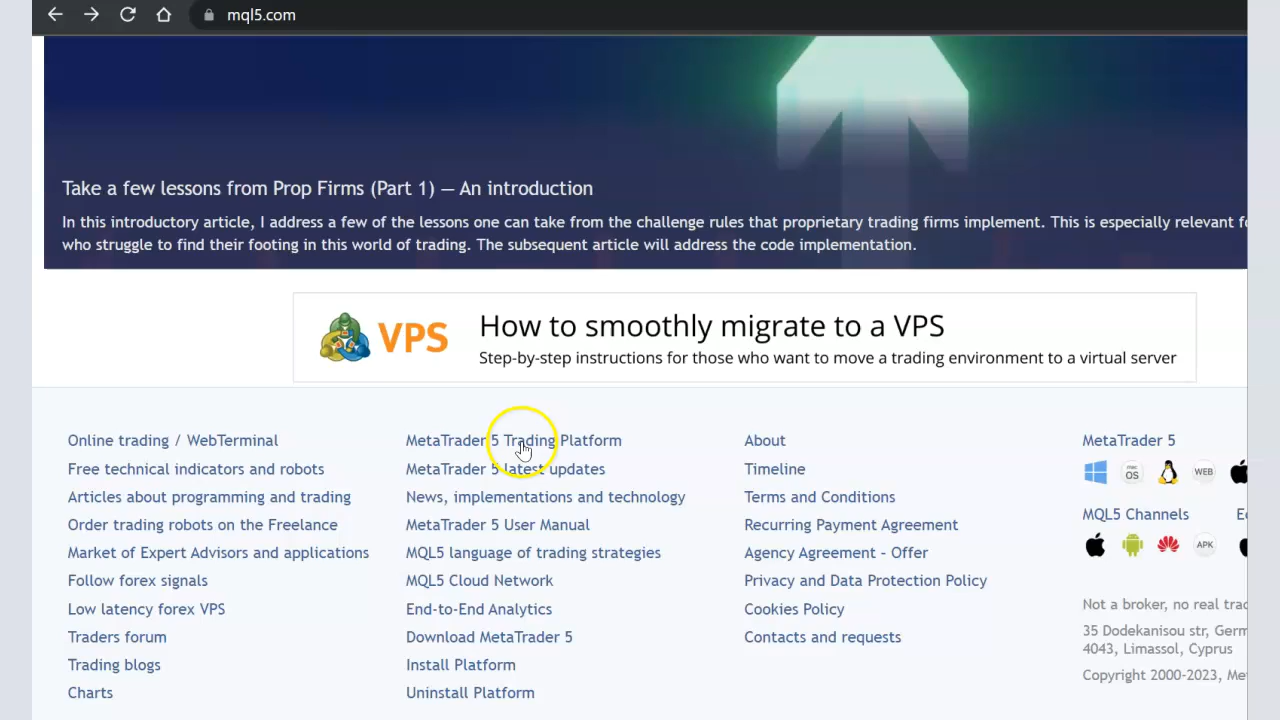 mql5.com
Take a few lessons from Prop Firms (Part 1) — An introduction
In this introductory article, I address a few of the lessons one can take from the challenge rules that proprietary trading firms implement. This is especially relevant
who struggle to find their footing in this world of trading. The subsequent article will address the code implementation.
VPS
How to smoothly migrate to a VPS
Step-by-step instructions for those who want to move a trading environment to a virtual server
Online trading / WebTerminal
Free technical indicators and robots
Articles about programming and trading
Order trading robots on the Freelance
Market of Expert Advisors and applications
Follow forex signals
Low latency forex VPS
Traders forum
Trading blogs
Charts
MetaTrader 5 Trading Platform
MetaTrader 5 latest updates
News, implementations and technology
MetaTrader 5 User Manual
MQL5 language of trading strategies
MQL5 Cloud Network
End-to-End Analytics
Download MetaTrader 5
Install Platform
Uninstall Platform
About
Timeline
Terms and Conditions
Recurring Payment Agreement
Agency Agreement – Offer
Privacy and Data Protection Policy
Cookies Policy
Contacts and requests
MetaTrader 5
mac OS
WEB
MQL5 Channels
APK
Not a broker, no real
35 Dodekanisou str,
4043, Limassol, Cyprus
Copyright 2000-2023,